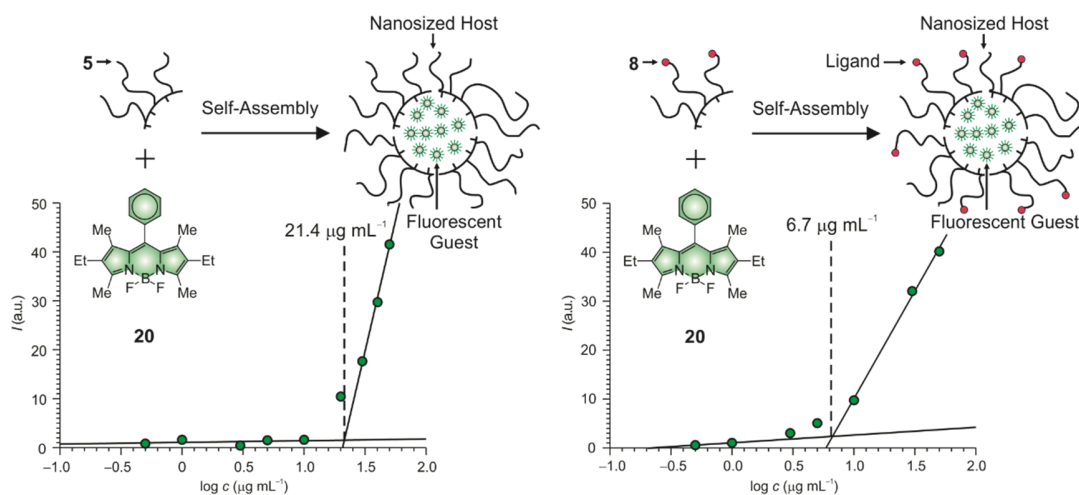 Nanosized Host
5
Self-Assembly
+
Fluorescent
Guest
21.4 μg mL⁻¹
Me
Me
Et
Et
N
N
B
F
F
Me
Me
20
50
40
30
20
10
0
I (a.u.)
−1.0
−0.5
0
0.5
1.0
1.5
2.0
log c (μg mL⁻¹)
Nanosized Host
Ligand
8
Self-Assembly
+
Fluorescent Guest
6.7 μg mL⁻¹
Me
Me
Et
Et
N
N
B
F
F
Me
Me
20
50
40
30
20
10
0
I (a.u.)
−1.0
−0.5
0.0
0.5
1.0
1.5
2.0
log c (μg mL⁻¹)